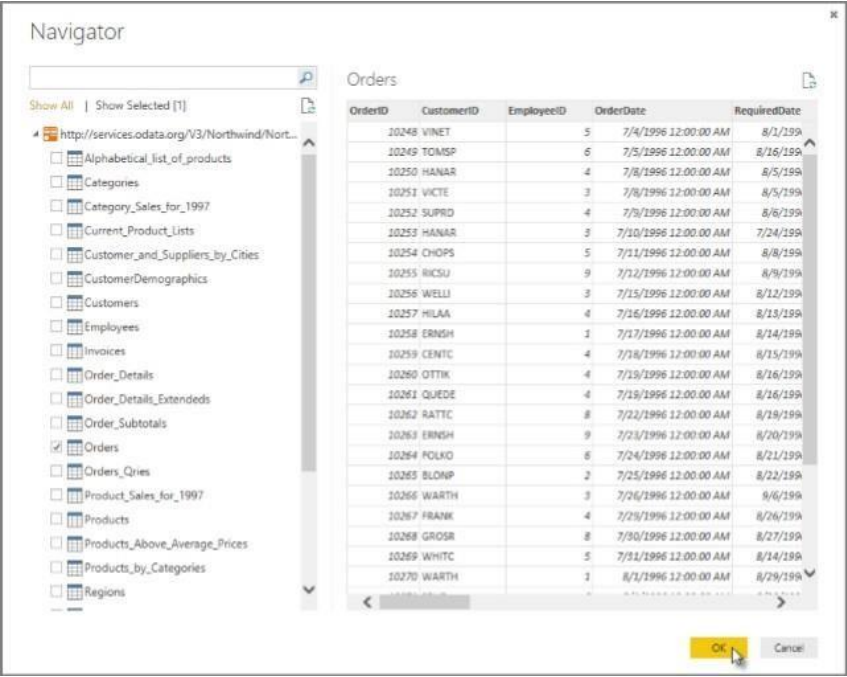 Navigator
Show All | Show Selected [1]
http://services.odata.org/V3/Northwind/Nort...
Alphabetical_list_of_products
Categories
Category_Sales_for_1997
Current_Product_Lists
Customer_and_Suppliers_by_Cities
CustomerDemographics
Customers
Employees
Invoices
Order_Details
Order_Details_Extendeds
Order_Subtotals
Orders
Orders_Qries
Product_Sales_for_1997
Products
Products_Above_Average_Prices
Products_by_Categories
Regions
Orders
OrderID CustomerID EmployeeID OrderDate RequiredDate
10248 VINET 5 7/4/1996 12:00:00 AM 8/1/199
10249 TOMSP 6 7/5/1996 12:00:00 AM 8/16/199
10250 HANAR 4 7/8/1996 12:00:00 AM 8/5/199
10251 VICTE 3 7/8/1996 12:00:00 AM 8/5/199
10252 SUPRD 4 7/9/1996 12:00:00 AM 8/6/199
10253 HANAR 3 7/10/1996 12:00:00 AM 7/24/199
10254 CHOPS 5 7/11/1996 12:00:00 AM 8/8/199
10255 RICSU 9 7/12/1996 12:00:00 AM 8/9/199
10256 WELLI 3 7/15/1996 12:00:00 AM 8/12/199
10257 HILAA 4 7/16/1996 12:00:00 AM 8/13/199
10258 ERNSH 1 7/17/1996 12:00:00 AM 8/14/199
10259 CENTC 4 7/18/1996 12:00:00 AM 8/15/199
10260 OTTIK 4 7/19/1996 12:00:00 AM 8/16/199
10261 QUEDE 4 7/19/1996 12:00:00 AM 8/16/199
10262 RATTC 8 7/22/1996 12:00:00 AM 8/19/199
10263 ERNSH 9 7/23/1996 12:00:00 AM 8/20/199
10264 FOLKO 6 7/24/1996 12:00:00 AM 8/21/199
10265 BLONP 2 7/25/1996 12:00:00 AM 8/22/199
10266 WARTH 3 7/26/1996 12:00:00 AM 9/6/199
10267 FRANK 4 7/29/1996 12:00:00 AM 8/26/199
10268 GROSR 8 7/30/1996 12:00:00 AM 8/27/199
10269 WHITC 5 7/31/1996 12:00:00 AM 8/14/199
10270 WARTH 1 8/1/1996 12:00:00 AM 8/29/199
OK Cancel